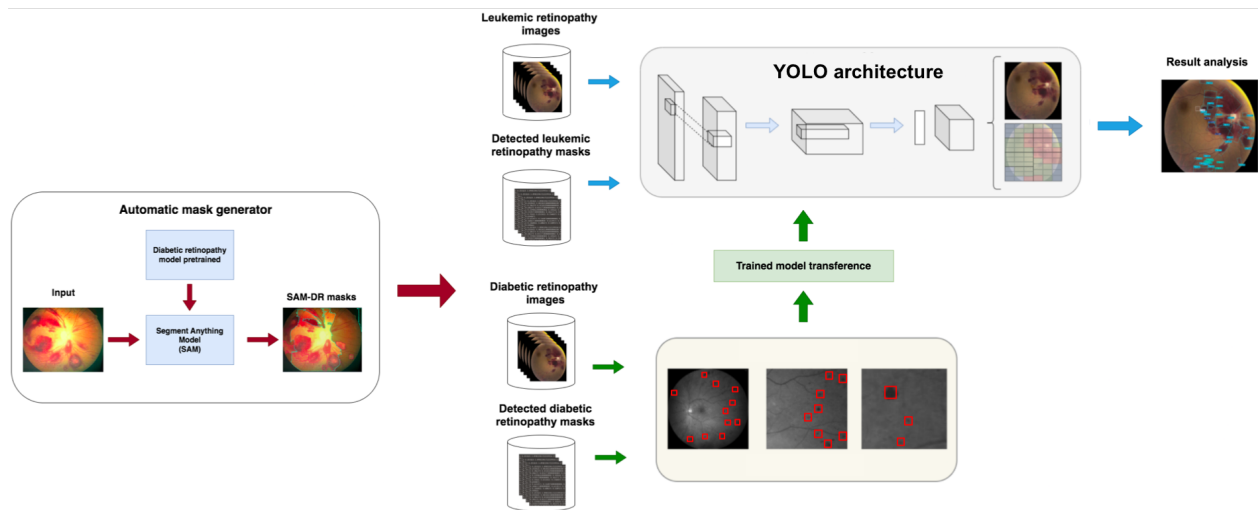 Automatic mask generator
Diabetic retinopathy
model pretrained
Input
Segment Anything
Model
(SAM)
SAM-DR masks
Leukemic retinopathy
images
Detected leukemic
retinopathy masks
Diabetic retinopathy
images
Detected diabetic
retinopathy masks
YOLO architecture
Trained model transference
Result analysis